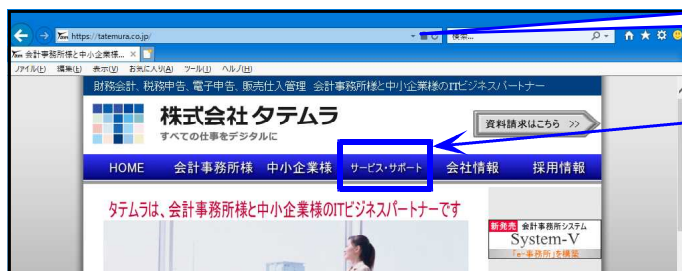 https://tatemura.co.jp/
検索...
会計事務所様と中小企業様...
ファイル(F) 編集(E) 表示(V) お気に入り(A) ツール(T) ヘルプ(H)
財務会計、税務申告、電子申告、販売仕入管理 会計事務所様と中小企業様のITビジネスパートナー
株式会社タテムラ
すべての仕事をデジタルに
資料請求はこちら >>
HOME 会計事務所様 中小企業様 サービス・サポート 会社情報 採用情報
タテムラは、会計事務所様と中小企業様のITビジネスパートナーです
新発売 会計事務所システム
System-V
「e-事務所」を構築